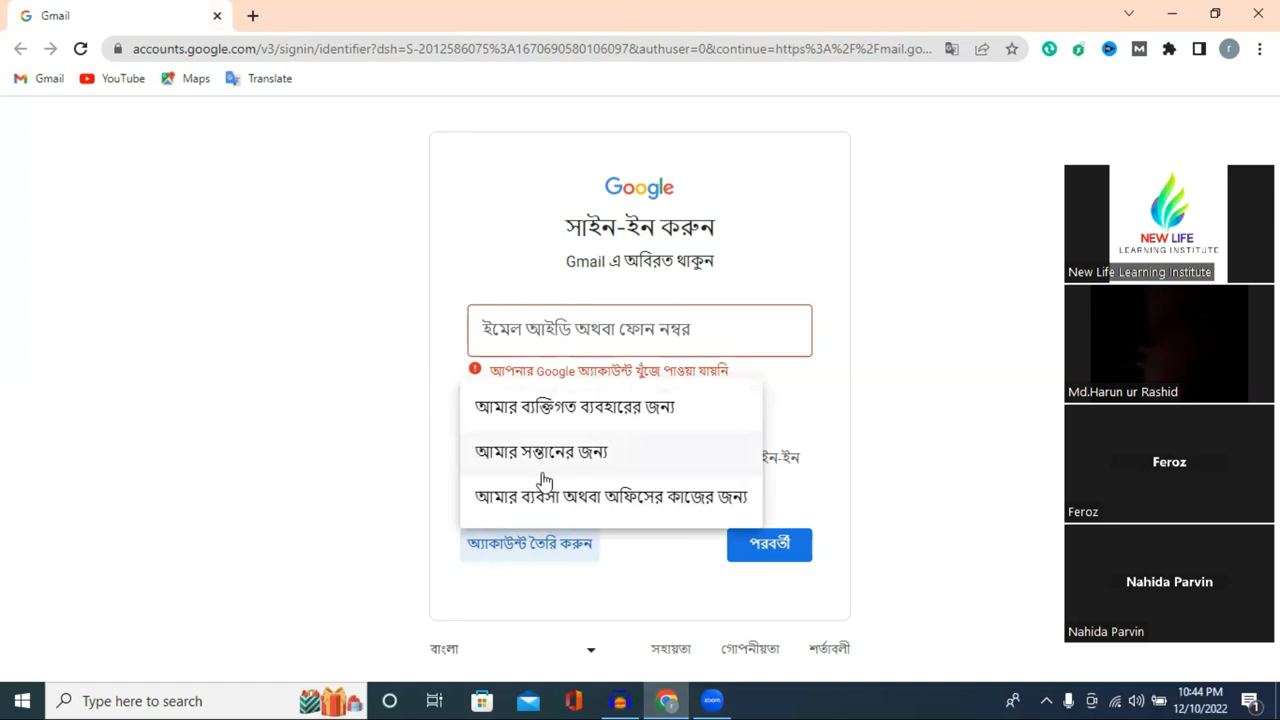 Gmail
accounts.google.com/v3/signin/identifier?dsh=S-2012586075%3A1670690580106097&authuser=0&continue=https%3A%2F%2Fmail.go...
M
r
Gmail
YouTube
Maps
Translate
Google
সাইন-ইন করুন
Gmail এ অবিরত থাকুন
ইমেল আইডি অথবা ফোন নম্বর
আপনার Google অ্যাকাউন্ট খুঁজে পাওয়া যায়নি
আমার ব্যক্তিগত ব্যবহারের জন্য
আমার সন্তানের জন্য
ইন-ইন
আমার ব্যবসা অথবা অফিসের কাজের জন্য
অ্যাকাউন্ট তৈরি করুন
পরবর্তী
বাংলা
সহায়তা
গোপনীয়তা
শর্তাবলী
NEW LIFE
LEARNING INSTITUTE
New Life Learning Institute
Md.Harun ur Rashid
Feroz
Feroz
Nahida Parvin
Nahida Parvin
Type here to search
zoom
10:44 PM
12/10/2022
1